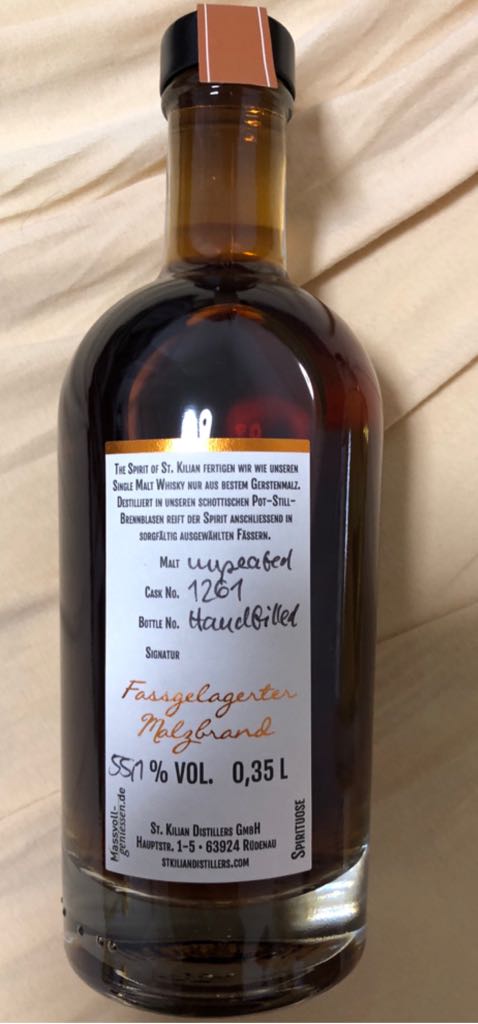 THE SPIRIT OF ST. KILIAN FERTIGEN WIR WIE UNSEREN
SINGLE MALT WHISKY NUR AUS BESTEM GERSTENMALZ.
DESTILLIERT IN UNSEREN SCHOTTISCHEN POT-STILL-
BRENNBLASEN REIFT DER SPIRIT ANSCHLIESSEND IN
SORGFÄLTIG AUSGEWÄHLTEN FÄSSERN.
MALT unpeated
CASK NO. 1261
BOTTLE NO. Handfilled
SIGNATUR
Fassgelagerter
Malzbrand
55,1 % VOL. 0,35 L
Massvoll-
geniessen.de
SPIRITUOSE
ST. KILIAN DISTILLERS GMBH
HAUPTSTR. 1-5 • 63924 RÜDENAU
STKILIANDISTILLERS.COM